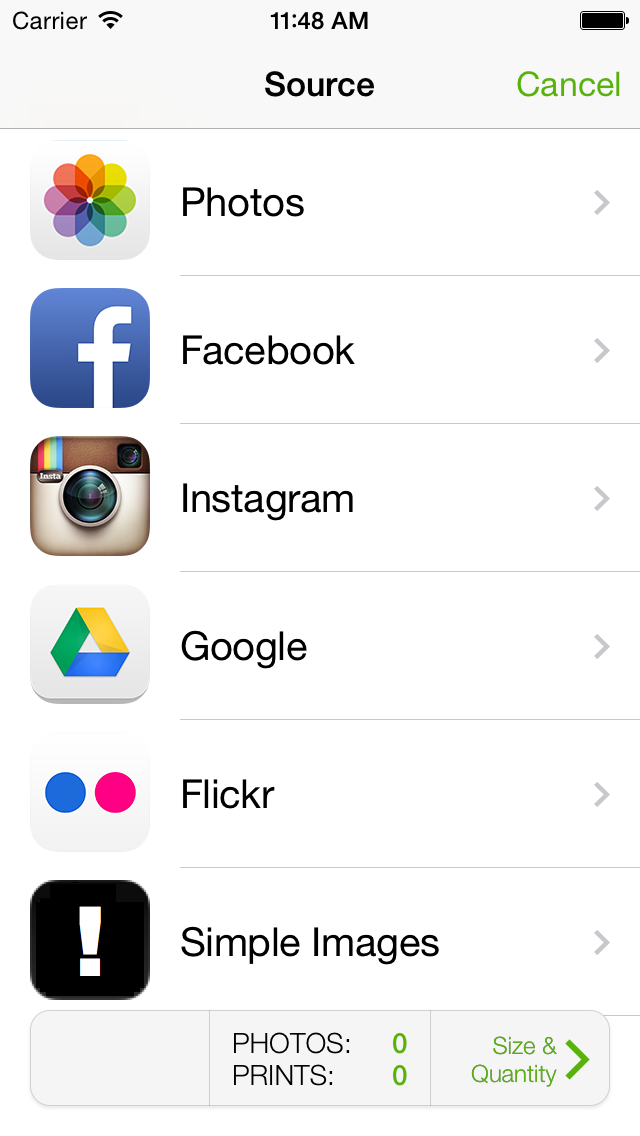 Carrier 11:48 AM
Source Cancel
Photos
Facebook
Insta
Instagram
Google
Flickr
!
Simple Images
PHOTOS: 0
PRINTS: 0
Size &
Quantity